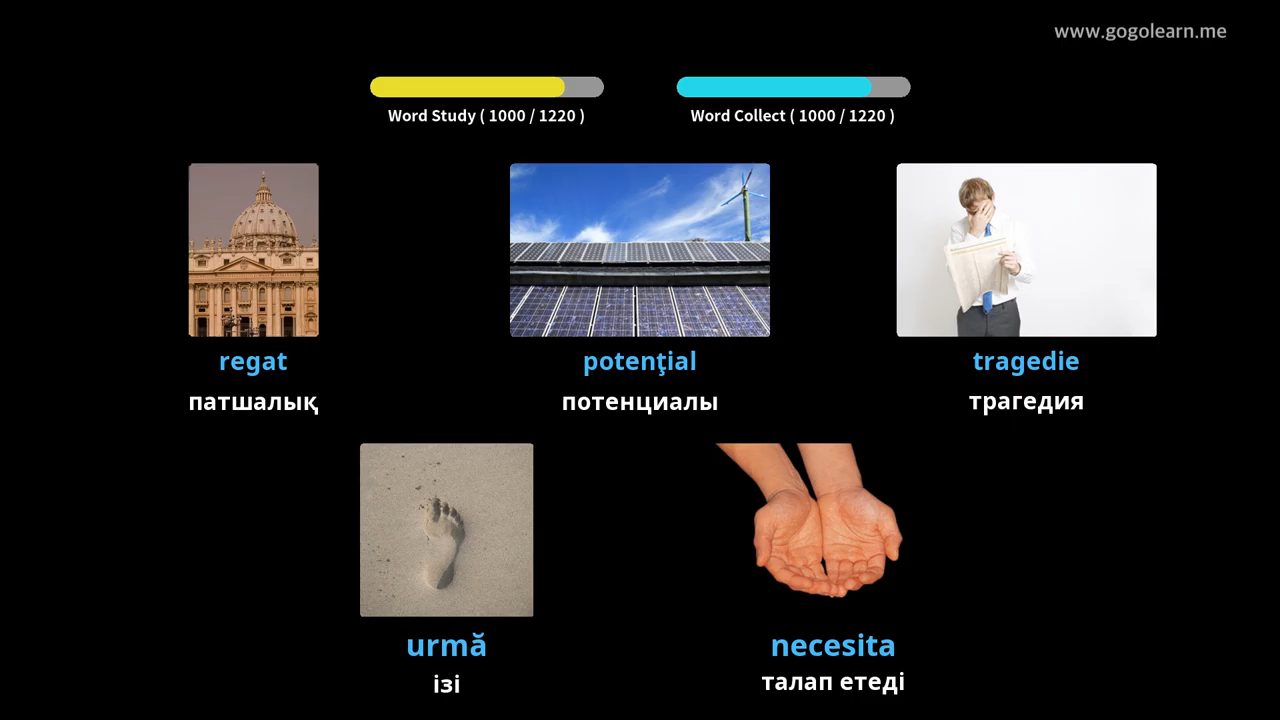 www.gogolearn.me
Word Study ( 1000 / 1220 )
Word Collect ( 1000 / 1220 )
regat
potenţial
tragedie
патшалық
потенциалы
трагедия
urmă
necesita
ізі
талап етеді